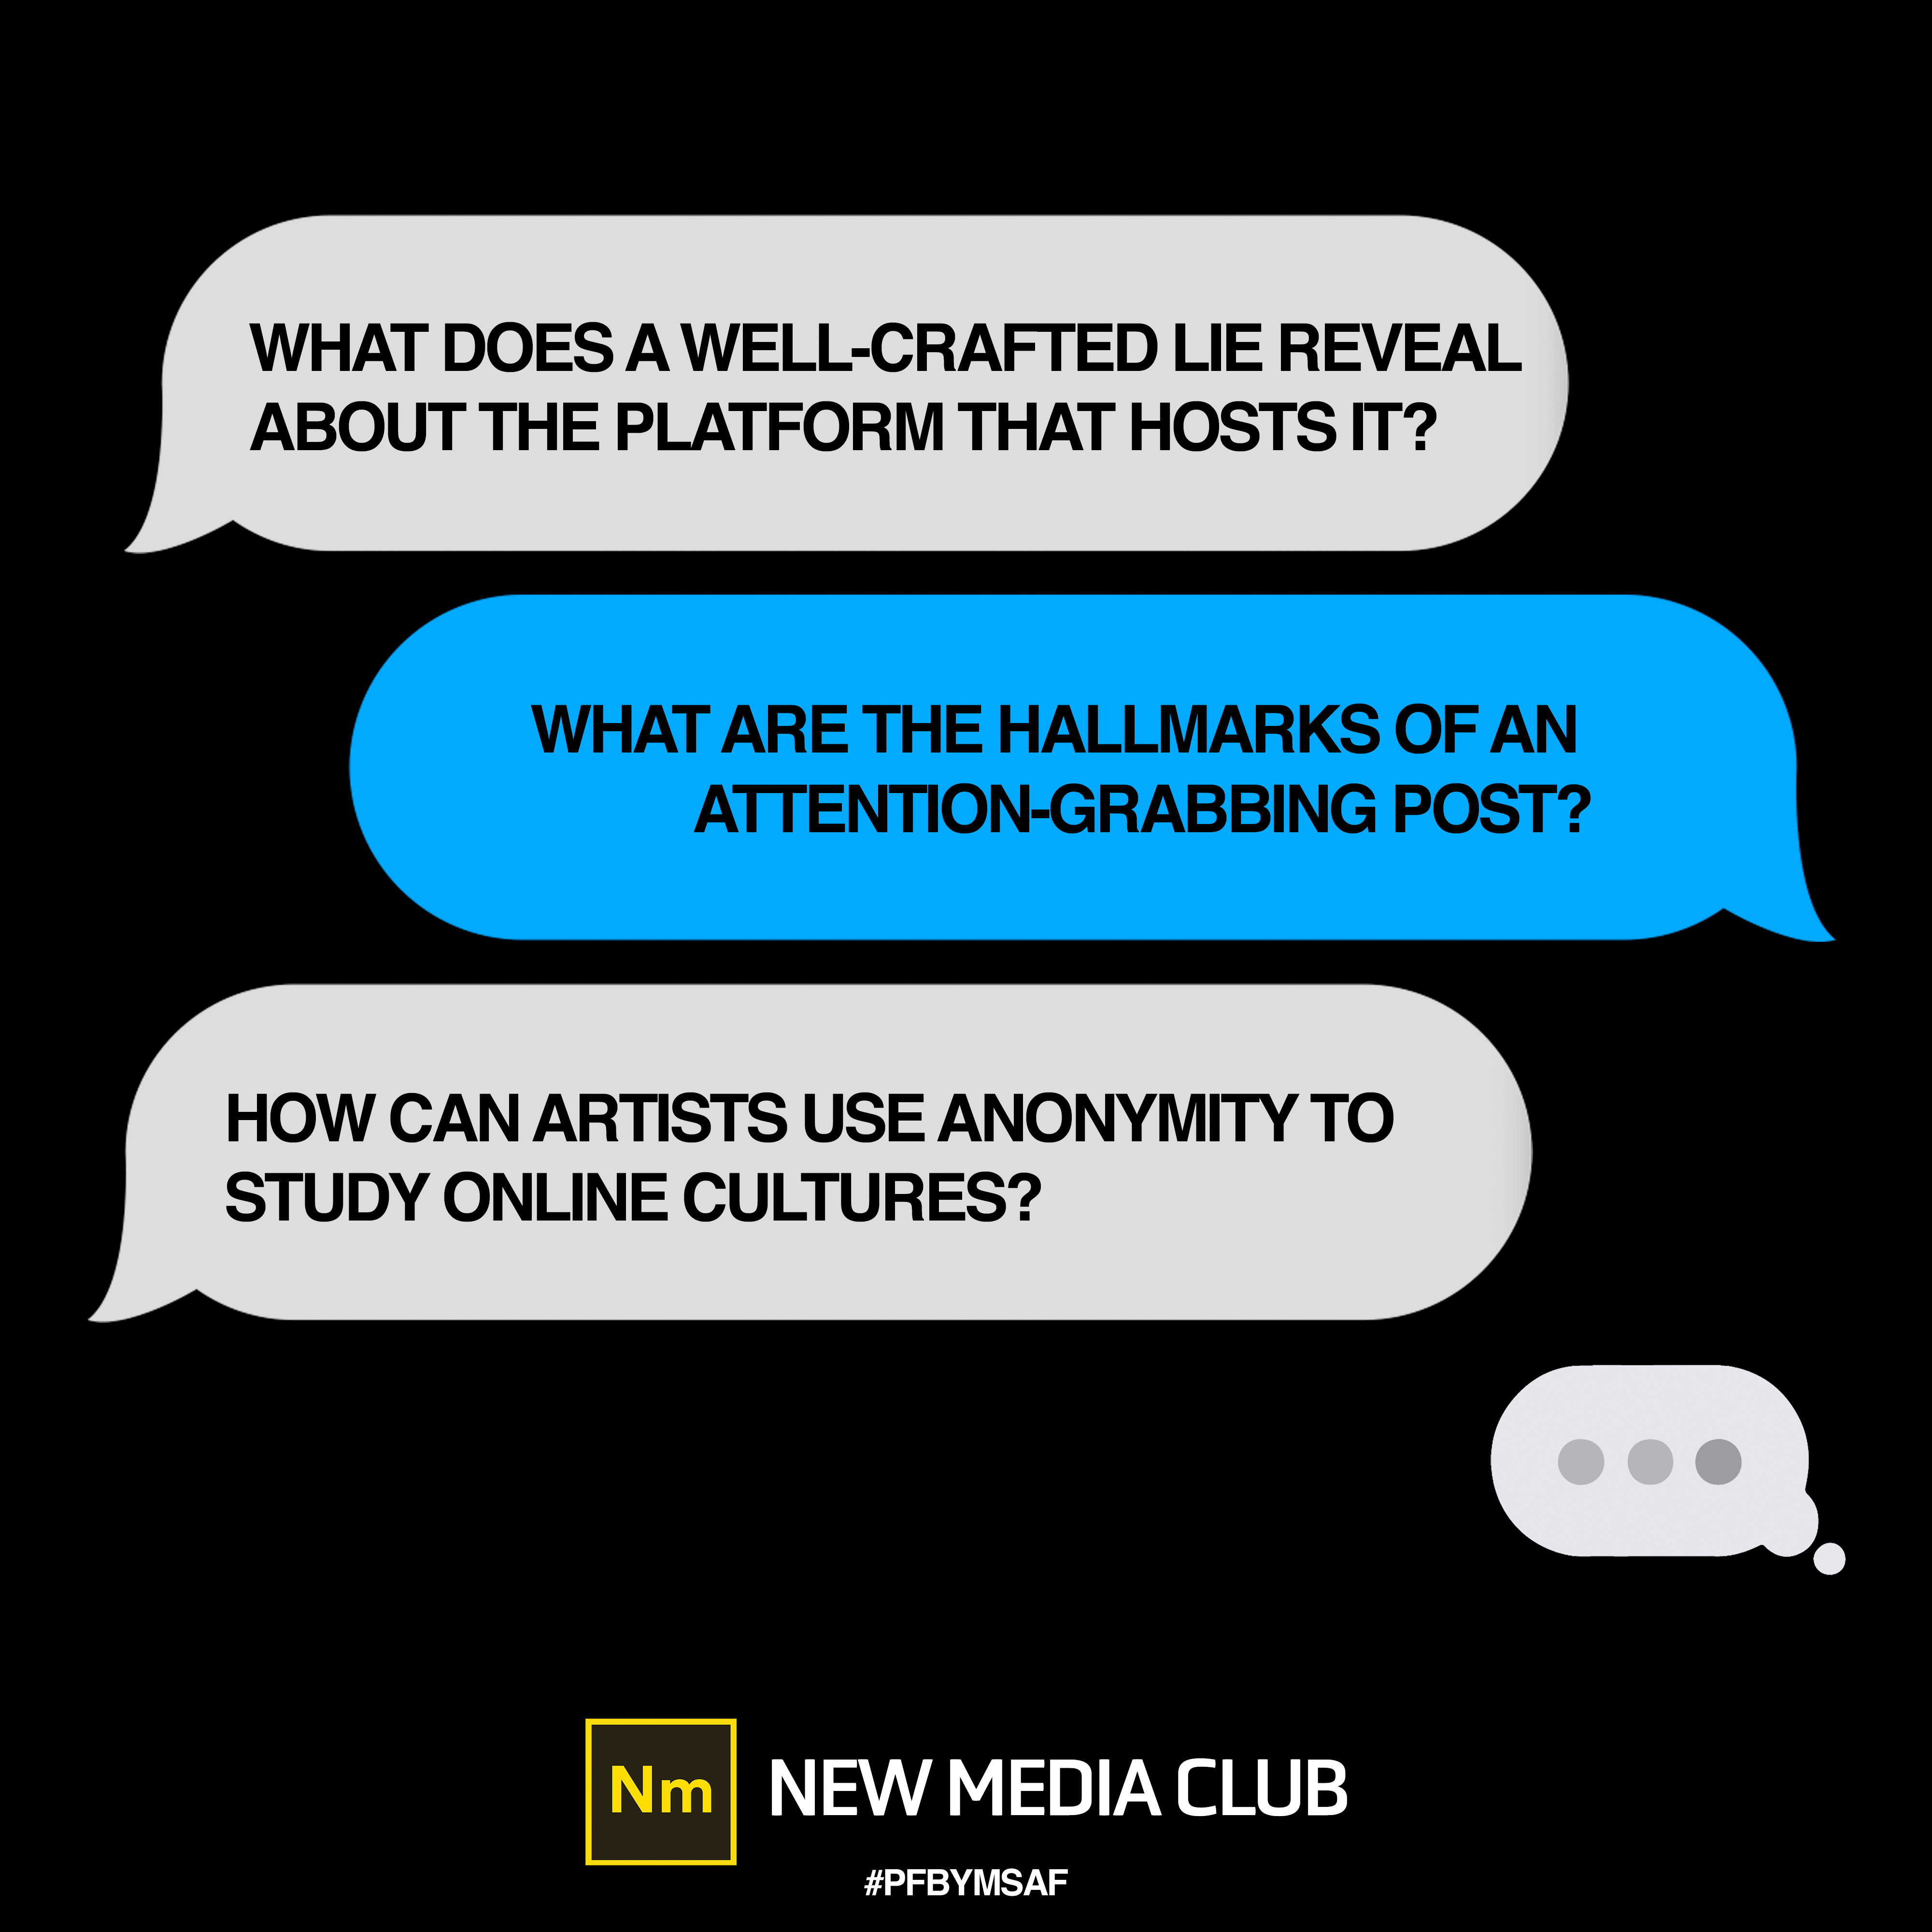 WHAT DOES A WELL-CRAFTED LIE REVEAL
ABOUT THE PLATFORM THAT HOSTS IT?
WHAT ARE THE HALLMARKS OF AN
ATTENTION-GRABBING POST?
HOW CAN ARTISTS USE ANONYMITY TO
STUDY ONLINE CULTURES?
Nm NEW MEDIA CLUB
#PFBYMSAF